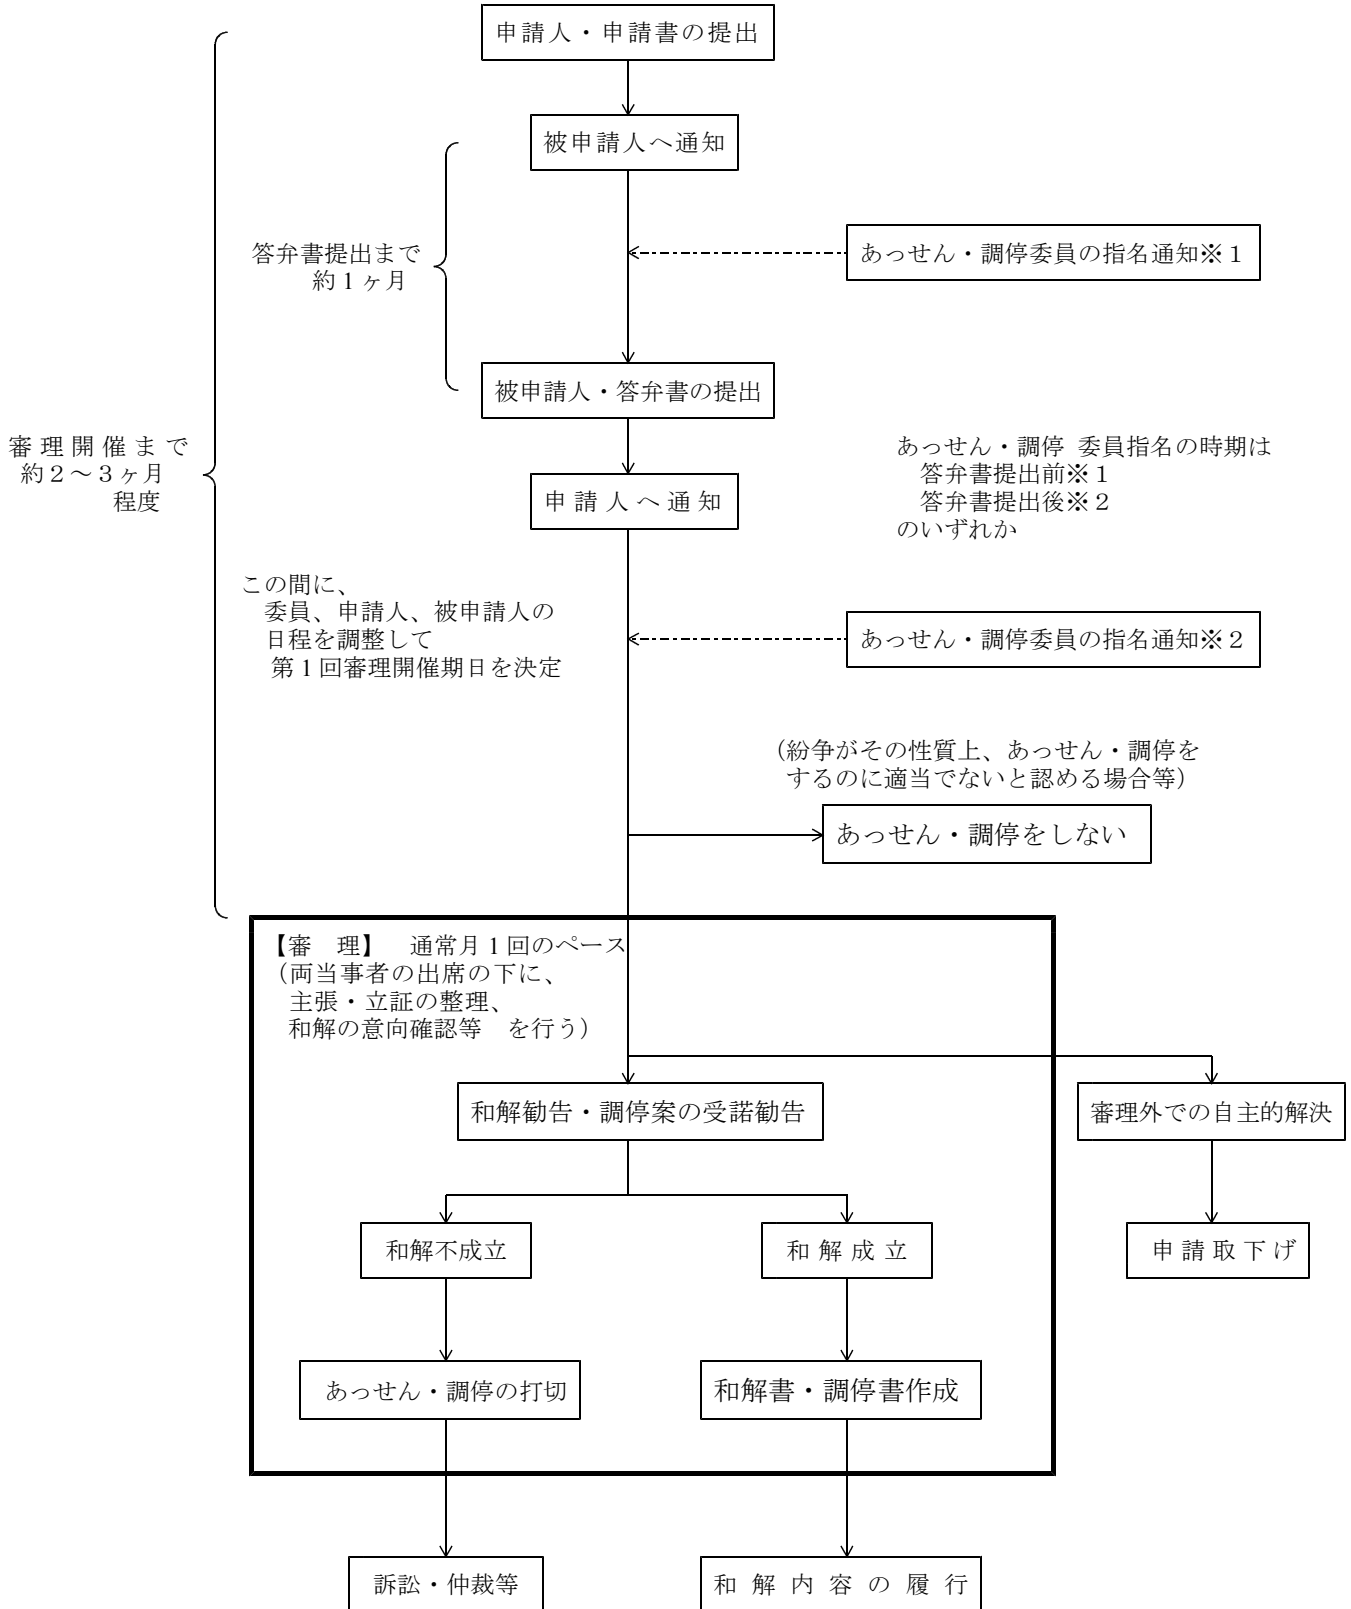 申請人・申請書の提出
被申請人へ通知
答弁書提出まで
約１ヶ月
あっせん・調停委員の指名通知※１
被申請人・答弁書の提出
審理開催まで
約２～３ヶ月
程度
あっせん・調停 委員指名の時期は
答弁書提出前※１
答弁書提出後※２
のいずれか
申請人へ通知
この間に、
委員、申請人、被申請人の
日程を調整して
第１回審理開催期日を決定
あっせん・調停委員の指名通知※２
（紛争がその性質上、あっせん・調停を
するのに適当でないと認める場合等）
あっせん・調停をしない
【審　理】　通常月１回のペース
（両当事者の出席の下に、
主張・立証の整理、
和解の意向確認等　を行う）
和解勧告・調停案の受諾勧告
審理外での自主的解決
和解不成立
和解成立
申請取下げ
あっせん・調停の打切
和解書・調停書作成
訴訟・仲裁等
和解内容の履行